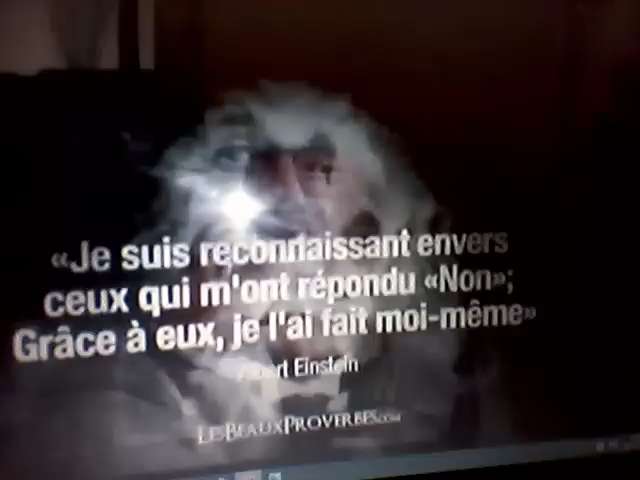 «Je suis reconnaissant envers
ceux qui m'ont répondu «Non»;
Grâce à eux, je l'ai fait moi-même»
Albert Einstein
LESBEAUXPROVERBES.com